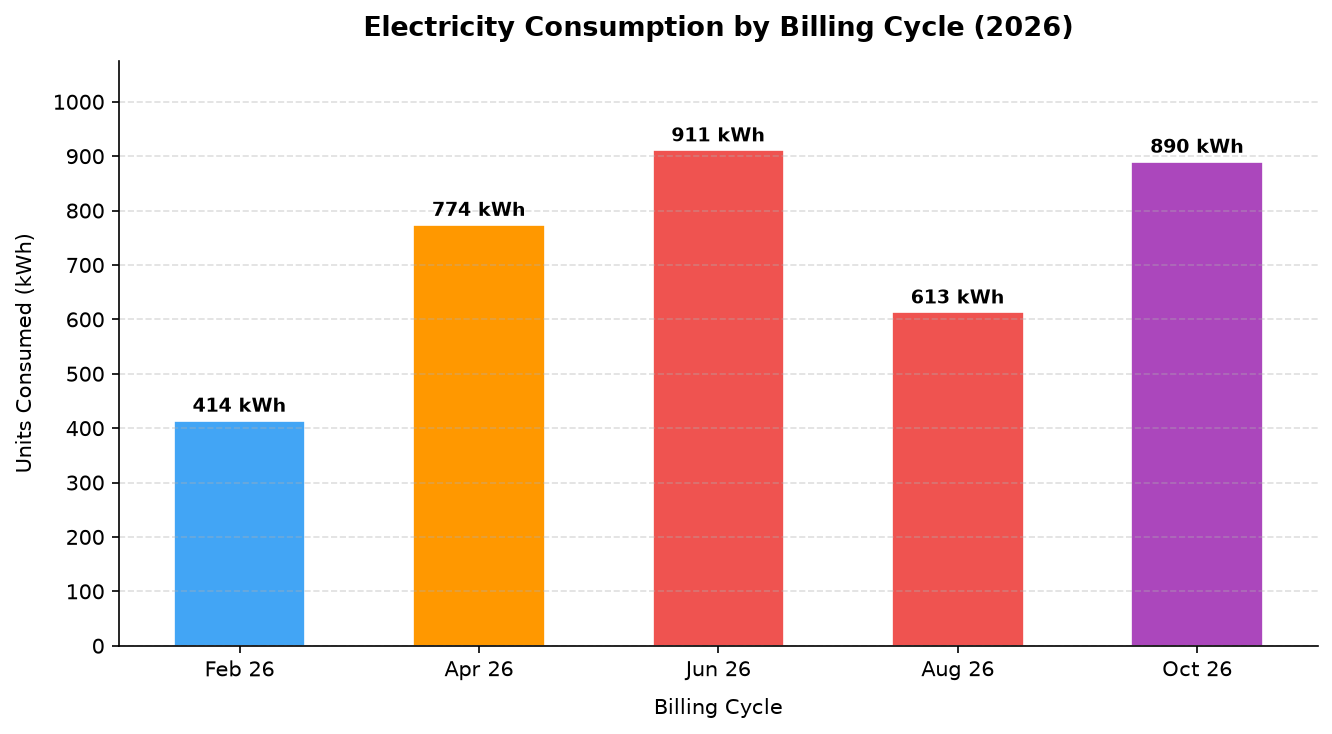 Electricity Consumption by Billing Cycle (2026)
Units Consumed (kWh)
1000
900
800
700
600
500
400
300
200
100
0
414 kWh
774 kWh
911 kWh
613 kWh
890 kWh
Feb 26
Apr 26
Jun 26
Aug 26
Oct 26
Billing Cycle